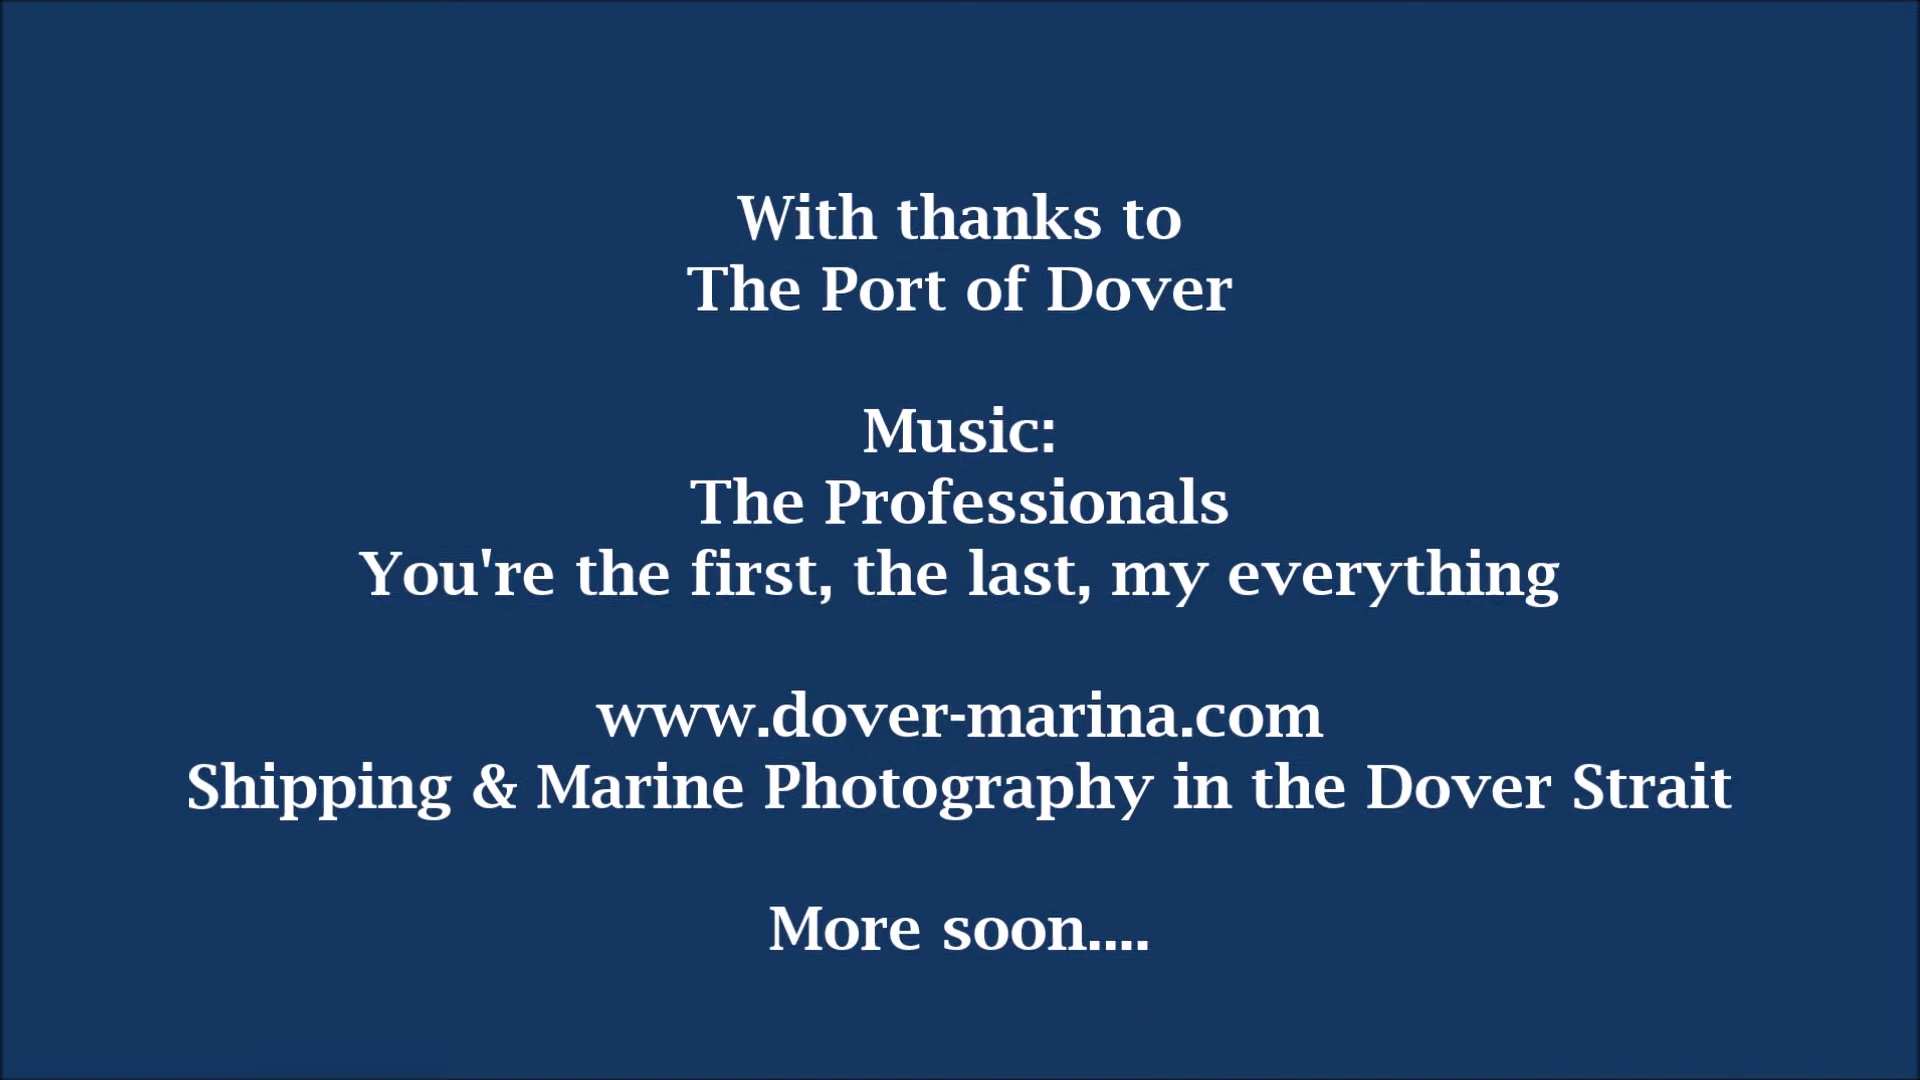 With thanks to
The Port of Dover
Music:
The Professionals
You're the first, the last, my everything
www.dover-marina.com
Shipping & Marine Photography in the Dover Strait
More soon....